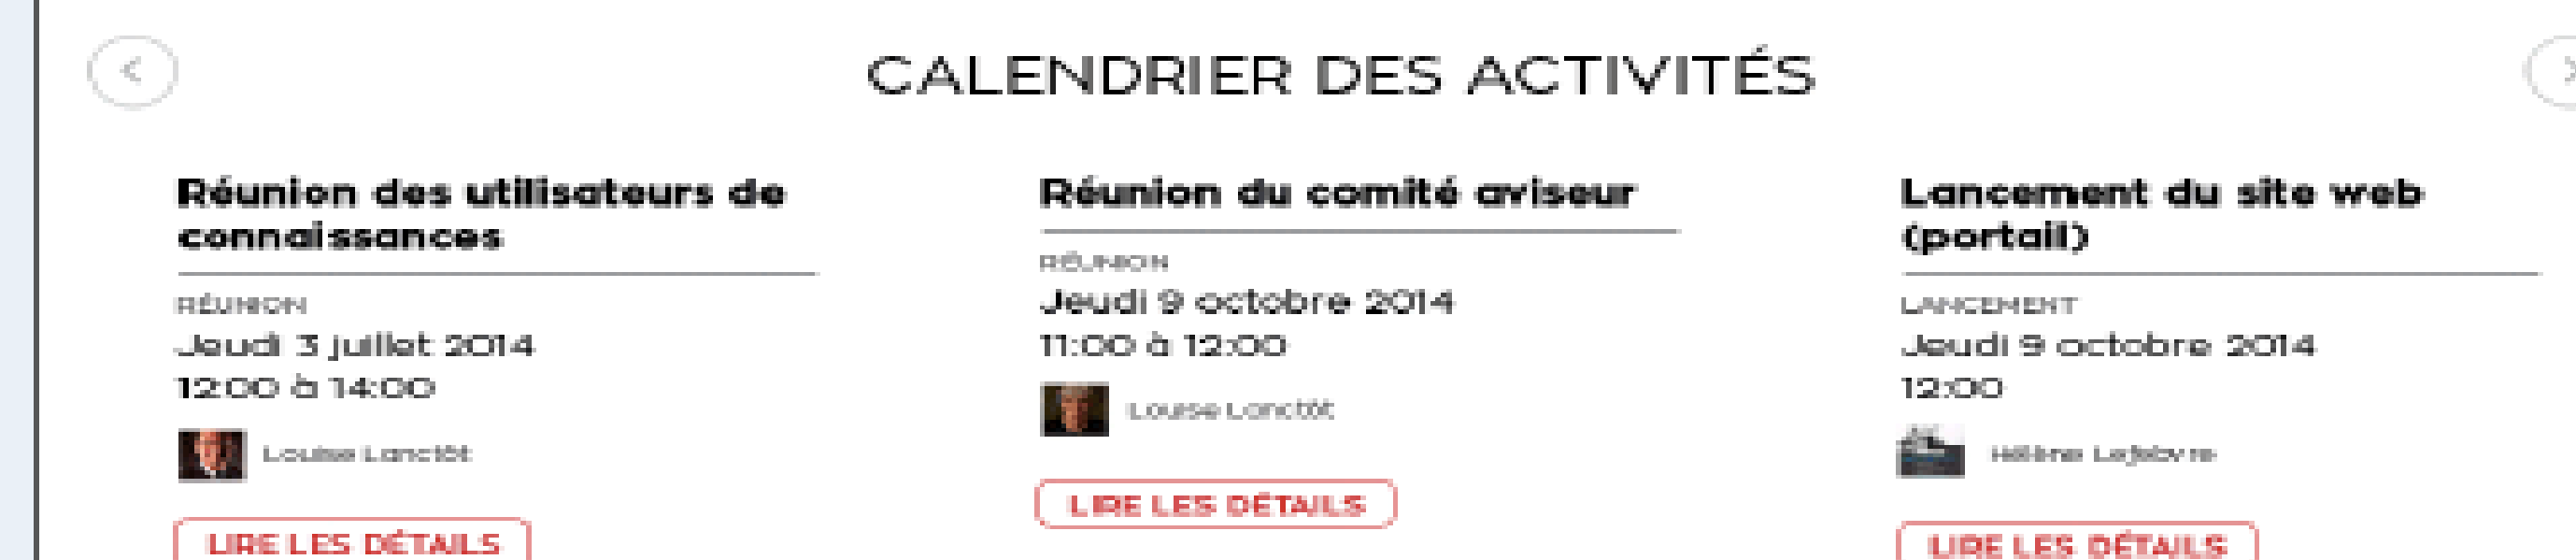 CALENDRIER DES ACTIVITÉS
Réunion des utilisateurs de
connaissances
RÉUNION
Jeudi 3 juillet 2014
12:00 à 14:00
Louise Lanctôt
LIRE LES DÉTAILS
Réunion du comité aviseur
RÉUNION
Jeudi 9 octobre 2014
11:00 à 12:00
Louise Lanctôt
LIRE LES DÉTAILS
Lancement du site web
(portail)
LANCEMENT
Jeudi 9 octobre 2014
12:00
Hélène Lefebvre
LIRE LES DÉTAILS